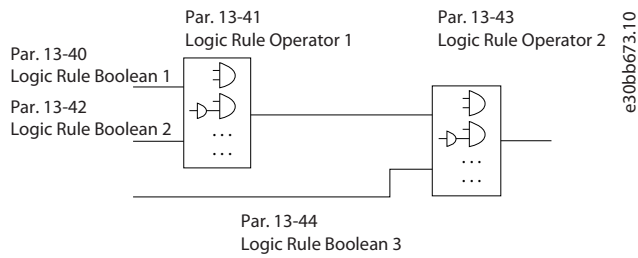 Par. 13-41
Logic Rule Operator 1
Par. 13-43
Logic Rule Operator 2
Par. 13-40
Logic Rule Boolean 1
Par. 13-42
Logic Rule Boolean 2
...
...
...
...
Par. 13-44
Logic Rule Boolean 3
e30bb673.10